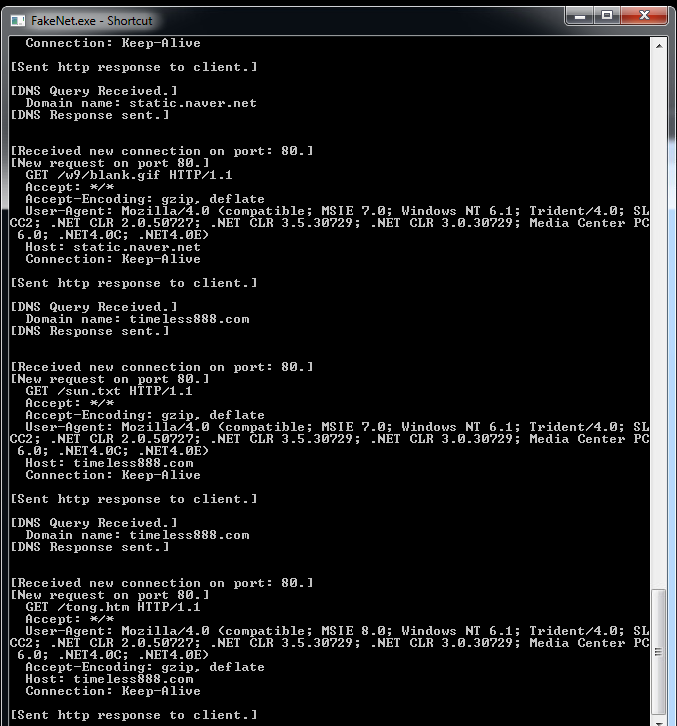 FakeNet.exe - Shortcut
Connection: Keep-Alive
[Sent http response to client.]
[DNS Query Received.]
Domain name: static.naver.net
[DNS Response sent.]
[Received new connection on port: 80.]
[New request on port 80.]
GET /w9/blank.gif HTTP/1.1
Accept: */*
Accept-Encoding: gzip, deflate
User-Agent: Mozilla/4.0 (compatible; MSIE 7.0; Windows NT 6.1; Trident/4.0; SL
CC2; .NET CLR 2.0.50727; .NET CLR 3.5.30729; .NET CLR 3.0.30729; Media Center PC
6.0; .NET4.0C; .NET4.0E)
Host: static.naver.net
Connection: Keep-Alive
[Sent http response to client.]
[DNS Query Received.]
Domain name: timeless888.com
[DNS Response sent.]
[Received new connection on port: 80.]
[New request on port 80.]
GET /sun.txt HTTP/1.1
Accept: */*
Accept-Encoding: gzip, deflate
User-Agent: Mozilla/4.0 (compatible; MSIE 7.0; Windows NT 6.1; Trident/4.0; SL
CC2; .NET CLR 2.0.50727; .NET CLR 3.5.30729; .NET CLR 3.0.30729; Media Center PC
6.0; .NET4.0C; .NET4.0E)
Host: timeless888.com
Connection: Keep-Alive
[Sent http response to client.]
[DNS Query Received.]
Domain name: timeless888.com
[DNS Response sent.]
[Received new connection on port: 80.]
[New request on port 80.]
GET /tong.htm HTTP/1.1
Accept: */*
User-Agent: Mozilla/4.0 (compatible; MSIE 8.0; Windows NT 6.1; Trident/4.0; SL
CC2; .NET CLR 2.0.50727; .NET CLR 3.5.30729; .NET CLR 3.0.30729; Media Center PC
6.0; .NET4.0C; .NET4.0E)
Accept-Encoding: gzip, deflate
Host: timeless888.com
Connection: Keep-Alive
[Sent http response to client.]